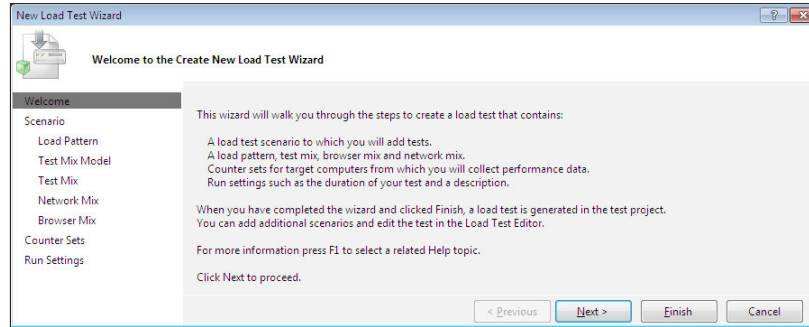 New Load Test Wizard
Welcome to the Create New Load Test Wizard
Welcome
Scenario
Load Pattern
Test Mix Model
Test Mix
Network Mix
Browser Mix
Counter Sets
Run Settings
This wizard will walk you through the steps to create a load test that contains:
A load test scenario to which you will add tests.
A load pattern, test mix, browser mix and network mix.
Counter sets for target computers from which you will collect performance data.
Run settings such as the duration of your test and a description.
When you have completed the wizard and clicked Finish, a load test is generated in the test project.
You can add additional scenarios and edit the test in the Load Test Editor.
For more information press F1 to select a related Help topic.
Click Next to proceed.
< Previous
Next >
Finish
Cancel